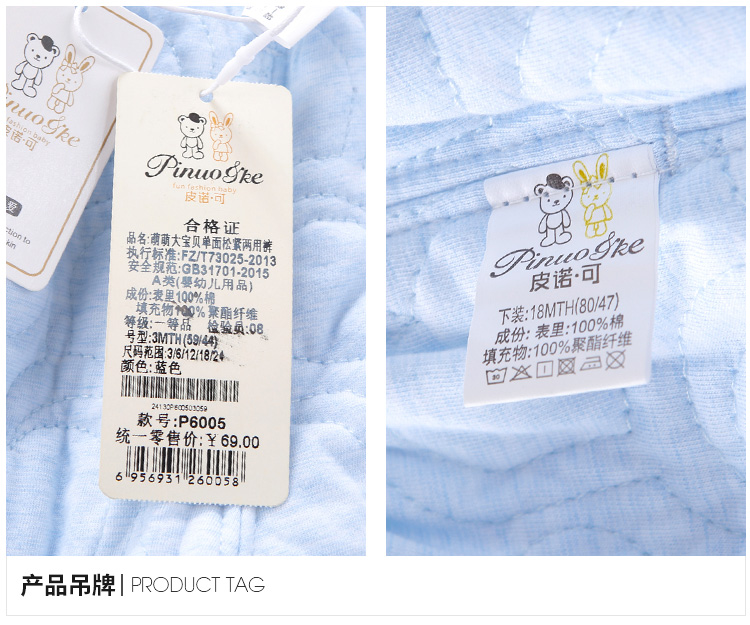 Pinuo&ke
fun fashion baby
皮诺·可
合格证
品名:萌萌大宝贝单面松紧两用裤
执行标准:FZ/T73025-2013
安全规范:GB31701-2015
A类(婴幼儿用品)
成份:表里100%棉
填充物:100%聚酯纤维
等级:一等品 检验员:08
号型:3MTH(59/44)
尺码范围:3/6/12/18/24
颜色:蓝色
24130P600503059
款号:P6005
统一零售价:¥69.00
6 956931 260058
Pinuo&ke
皮诺·可
下装:18MTH(80/47)
成份: 表里:100%棉
填充物:100%聚酯纤维
产品吊牌| PRODUCT TAG